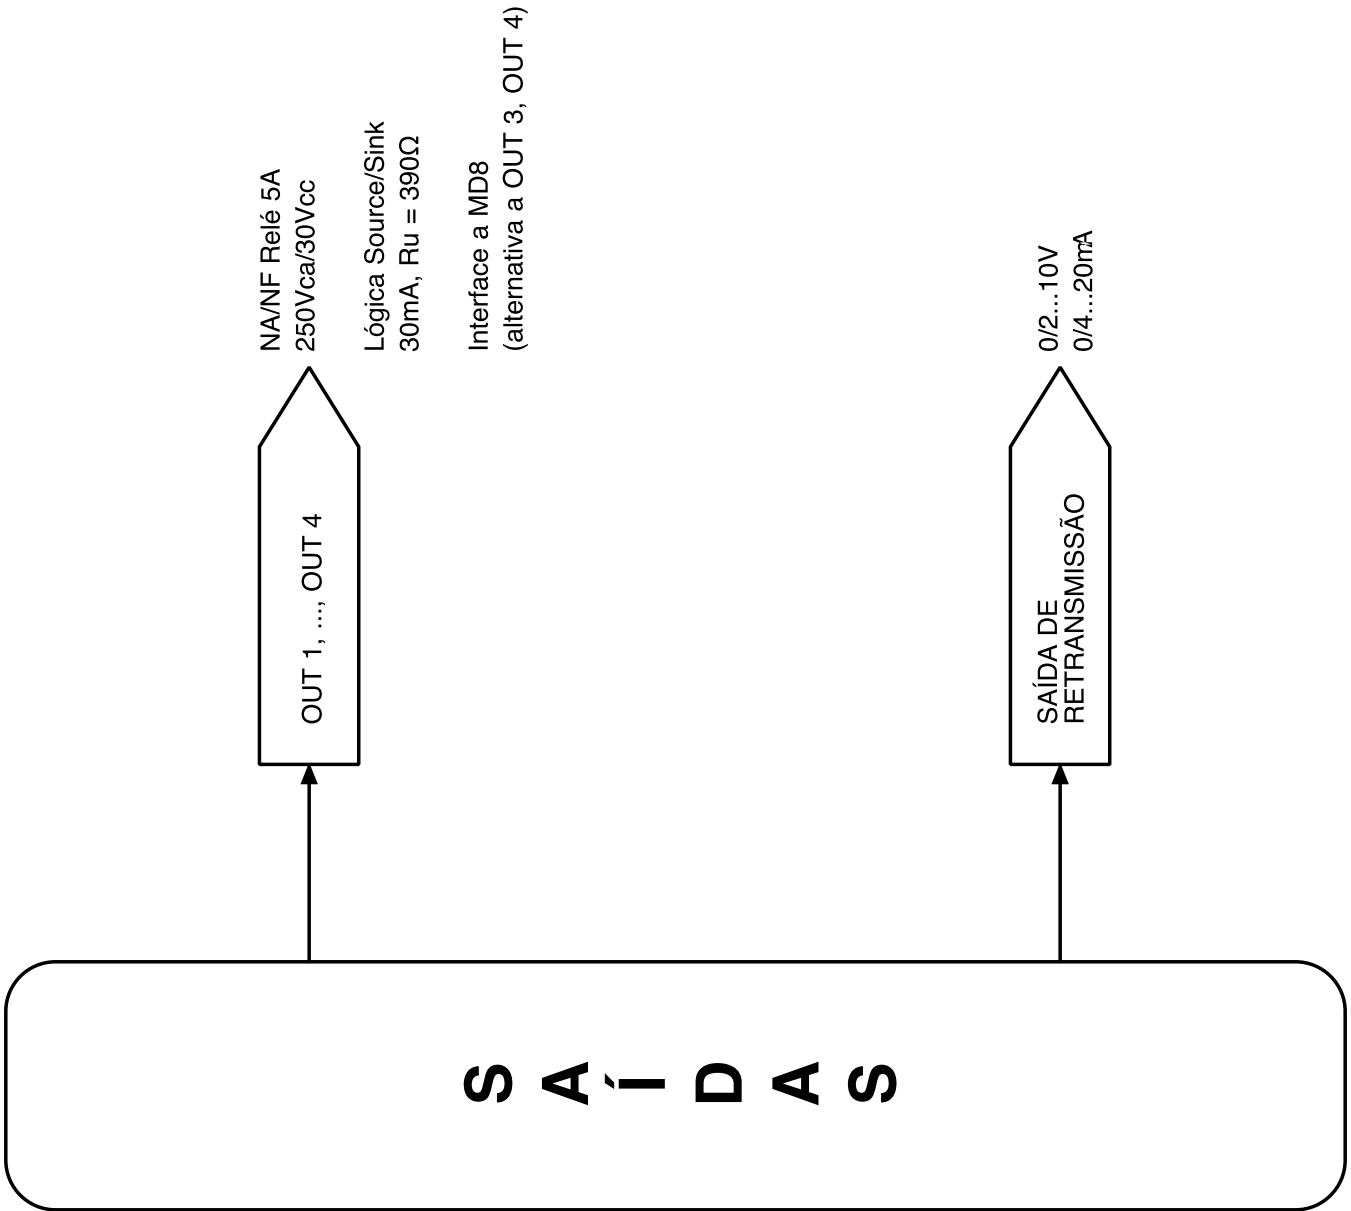 SAÍDAS
OUT 1, ..., OUT 4
NA/NF Relé 5A
250Vca/30Vcc
Lógica Source/Sink
30mA, Ru = 390Ω
Interface a MD8
(alternativa a OUT 3, OUT 4)
SAÍDA DE
RETRANSMISSÃO
0/2...10V
0/4...20mA